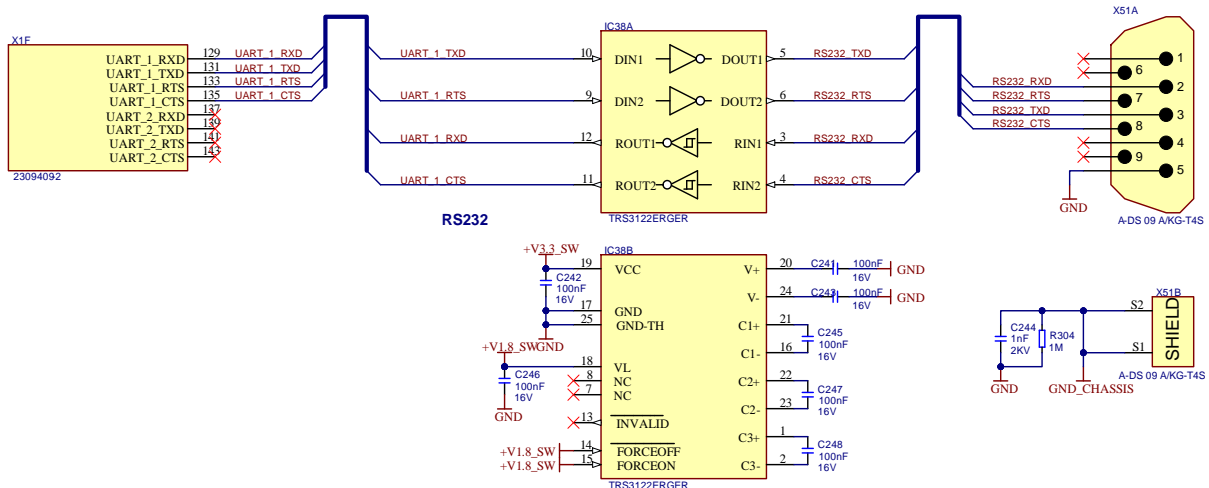 X1F
UART_1_RXD 129 UART_1_RXD
UART_1_TXD 131 UART_1_TXD
UART_1_RTS 133 UART_1_RTS
UART_1_CTS 135 UART_1_CTS
UART_2_RXD 137
UART_2_TXD 139
UART_2_RTS 141
UART_2_CTS 143
23094092
IC38A
UART_1_TXD 10 DIN1 DOUT1 5 RS232_TXD
UART_1_RTS 9 DIN2 DOUT2 6 RS232_RTS
UART_1_RXD 12 ROUT1 RIN1 3 RS232_RXD
UART_1_CTS 11 ROUT2 RIN2 4 RS232_CTS
TRS3122ERGER
RS232
X51A
1
6
RS232_RXD 2
RS232_RTS 7
RS232_TXD 3
RS232_CTS 8
4
9
5
GND
A-DS 09 A/KG-T4S
IC38B
+V3.3_SW
19 VCC
C242
100nF
16V
17 GND
25 GND-TH
GND
+V1.8_SW
18 VL
C246
100nF
16V
GND
8 NC
7 NC
13 INVALID
+V1.8_SW 14 FORCEOFF
+V1.8_SW 15 FORCEON
V+ 20 C241 100nF 16V GND
V- 24 C243 100nF 16V GND
C1+ 21
C245
100nF
16V
C1- 16
C2+ 22
C247
100nF
16V
C2- 23
C3+ 1
C248
100nF
16V
C3- 2
TRS3122ERGER
X51B
S2
S1
SHIELD
C244
1nF
2KV
R304
1M
GND
GND_CHASSIS
A-DS 09 A/KG-T4S